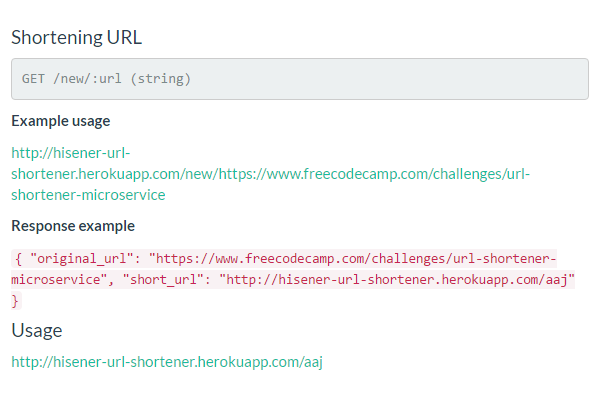 Shortening URL
GET /new/:url (string)
Example usage
http://hisener-url-
shortener.herokuapp.com/new/https://www.freecodecamp.com/challenges/url-
shortener-microservice
Response example
{ "original_url": "https://www.freecodecamp.com/challenges/url-shortener-
microservice", "short_url": "http://hisener-url-shortener.herokuapp.com/aaj"
}
Usage
http://hisener-url-shortener.herokuapp.com/aaj